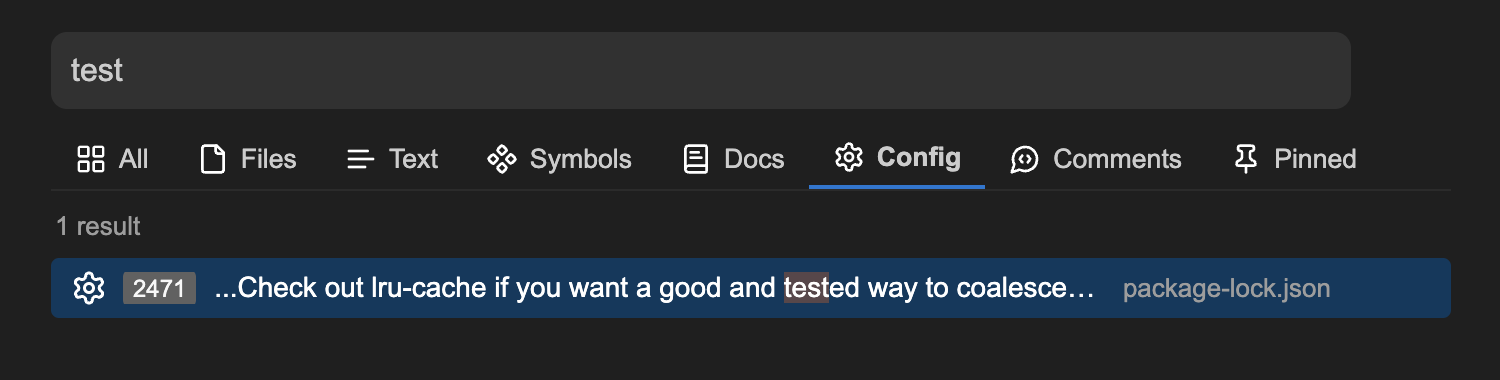 test
All Files Text Symbols Docs Config Comments Pinned
1 result
2471 ...Check out lru-cache if you want a good and tested way to coalesce… package-lock.json